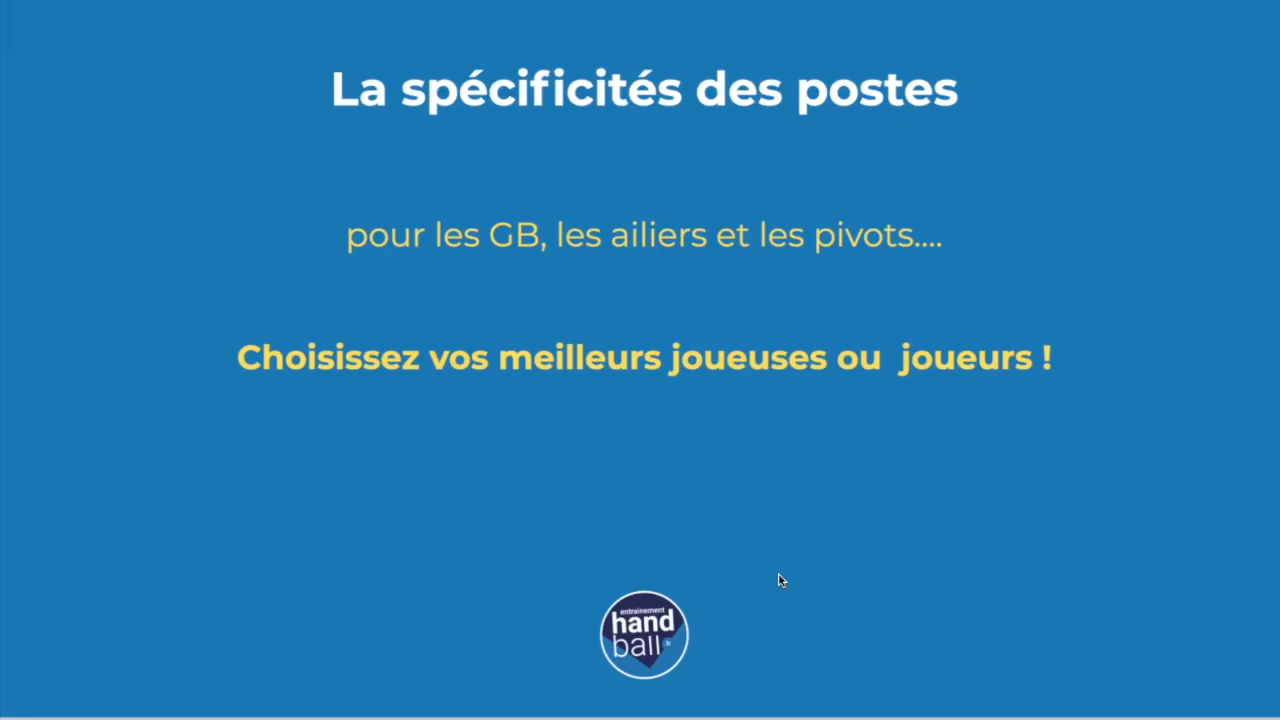 La spécificités des postes
pour les GB, les ailiers et les pivots....
Choisissez vos meilleurs joueuses ou  joueurs !
entrainement
hand
ball.fr